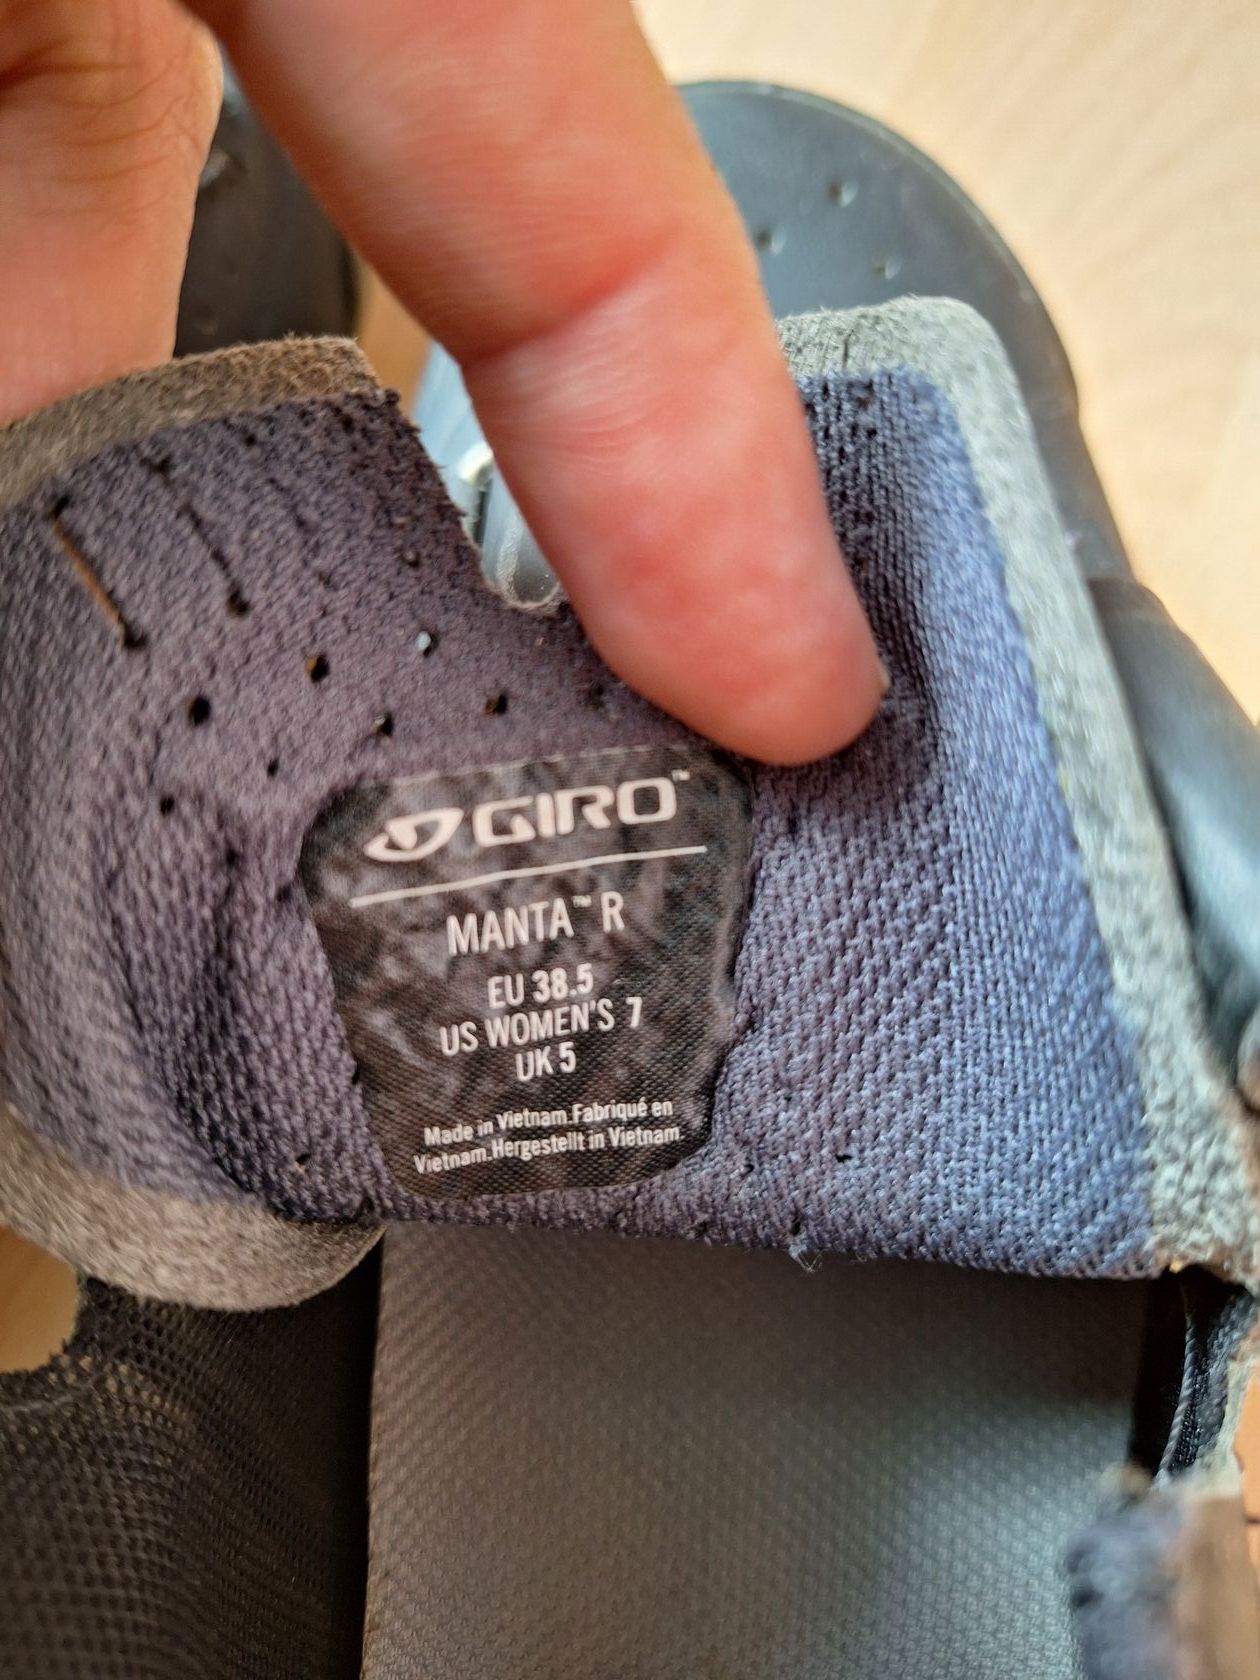 GIRO™
MANTA™ R
EU 38.5
US WOMEN'S 7
UK 5
Made in Vietnam.Fabriqué en
Vietnam.Hergestellt in Vietnam.